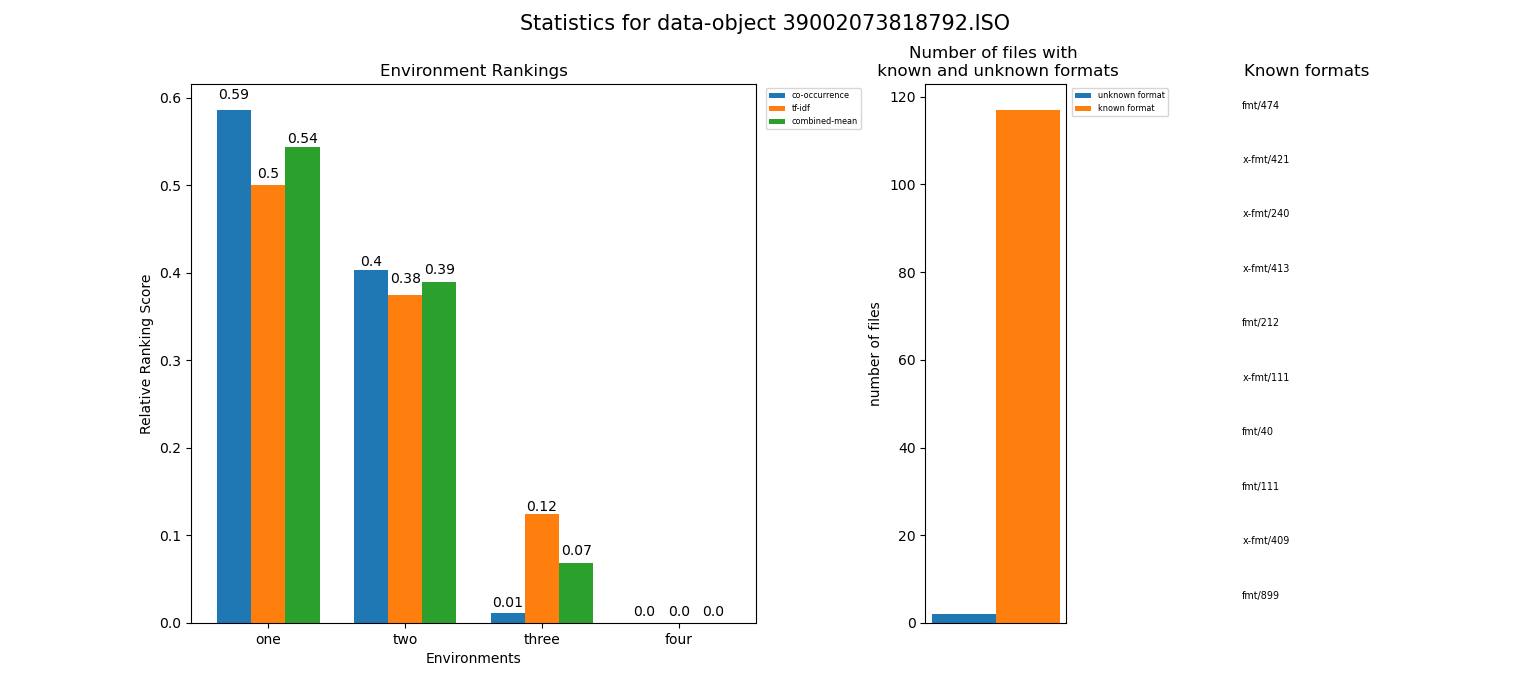 Statistics for data-object 39002073818792.ISO
Environment Rankings
Relative Ranking Score
0.6
0.5
0.4
0.3
0.2
0.1
0.0
0.59
0.5
0.54
0.4
0.38
0.39
0.01
0.12
0.07
0.0
0.0
0.0
one
two
three
four
Environments
co-occurrence
tf-idf
combined-mean
Number of files with
known and unknown formats
number of files
120
100
80
60
40
20
0
unknown format
known format
Known formats
fmt/474
x-fmt/421
x-fmt/240
x-fmt/413
fmt/212
x-fmt/111
fmt/40
fmt/111
x-fmt/409
fmt/899